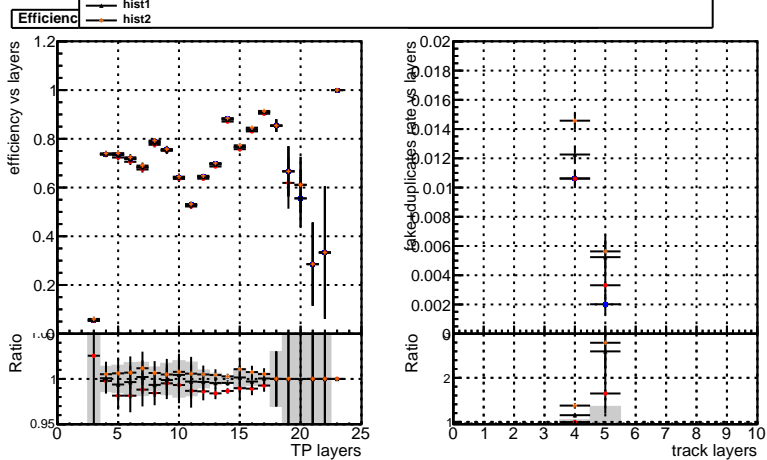 hist1
Efficienc
hist2
efficiency vs layers
1.2
1
0.8
0.6
0.4
0.2
0
Ratio
1
0.95
0 5 10 15 20 25
TP layers
fake+duplicates rate vs layers
0.02
0.018
0.016
0.014
0.012
0.01
0.008
0.006
0.004
0.002
0
Ratio
2
1
0 1 2 3 4 5 6 7 8 9 10
track layers